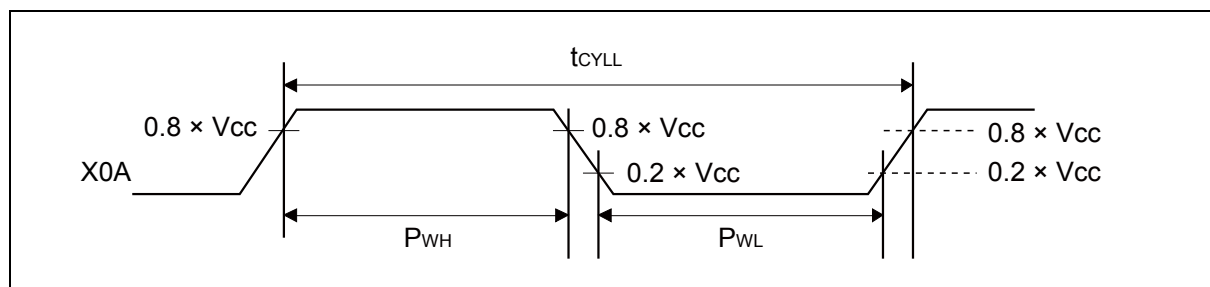 tCYLL
0.8 × Vcc 0.8 × Vcc 0.8 × Vcc
X0A 0.2 × Vcc 0.2 × Vcc
PWH PWL